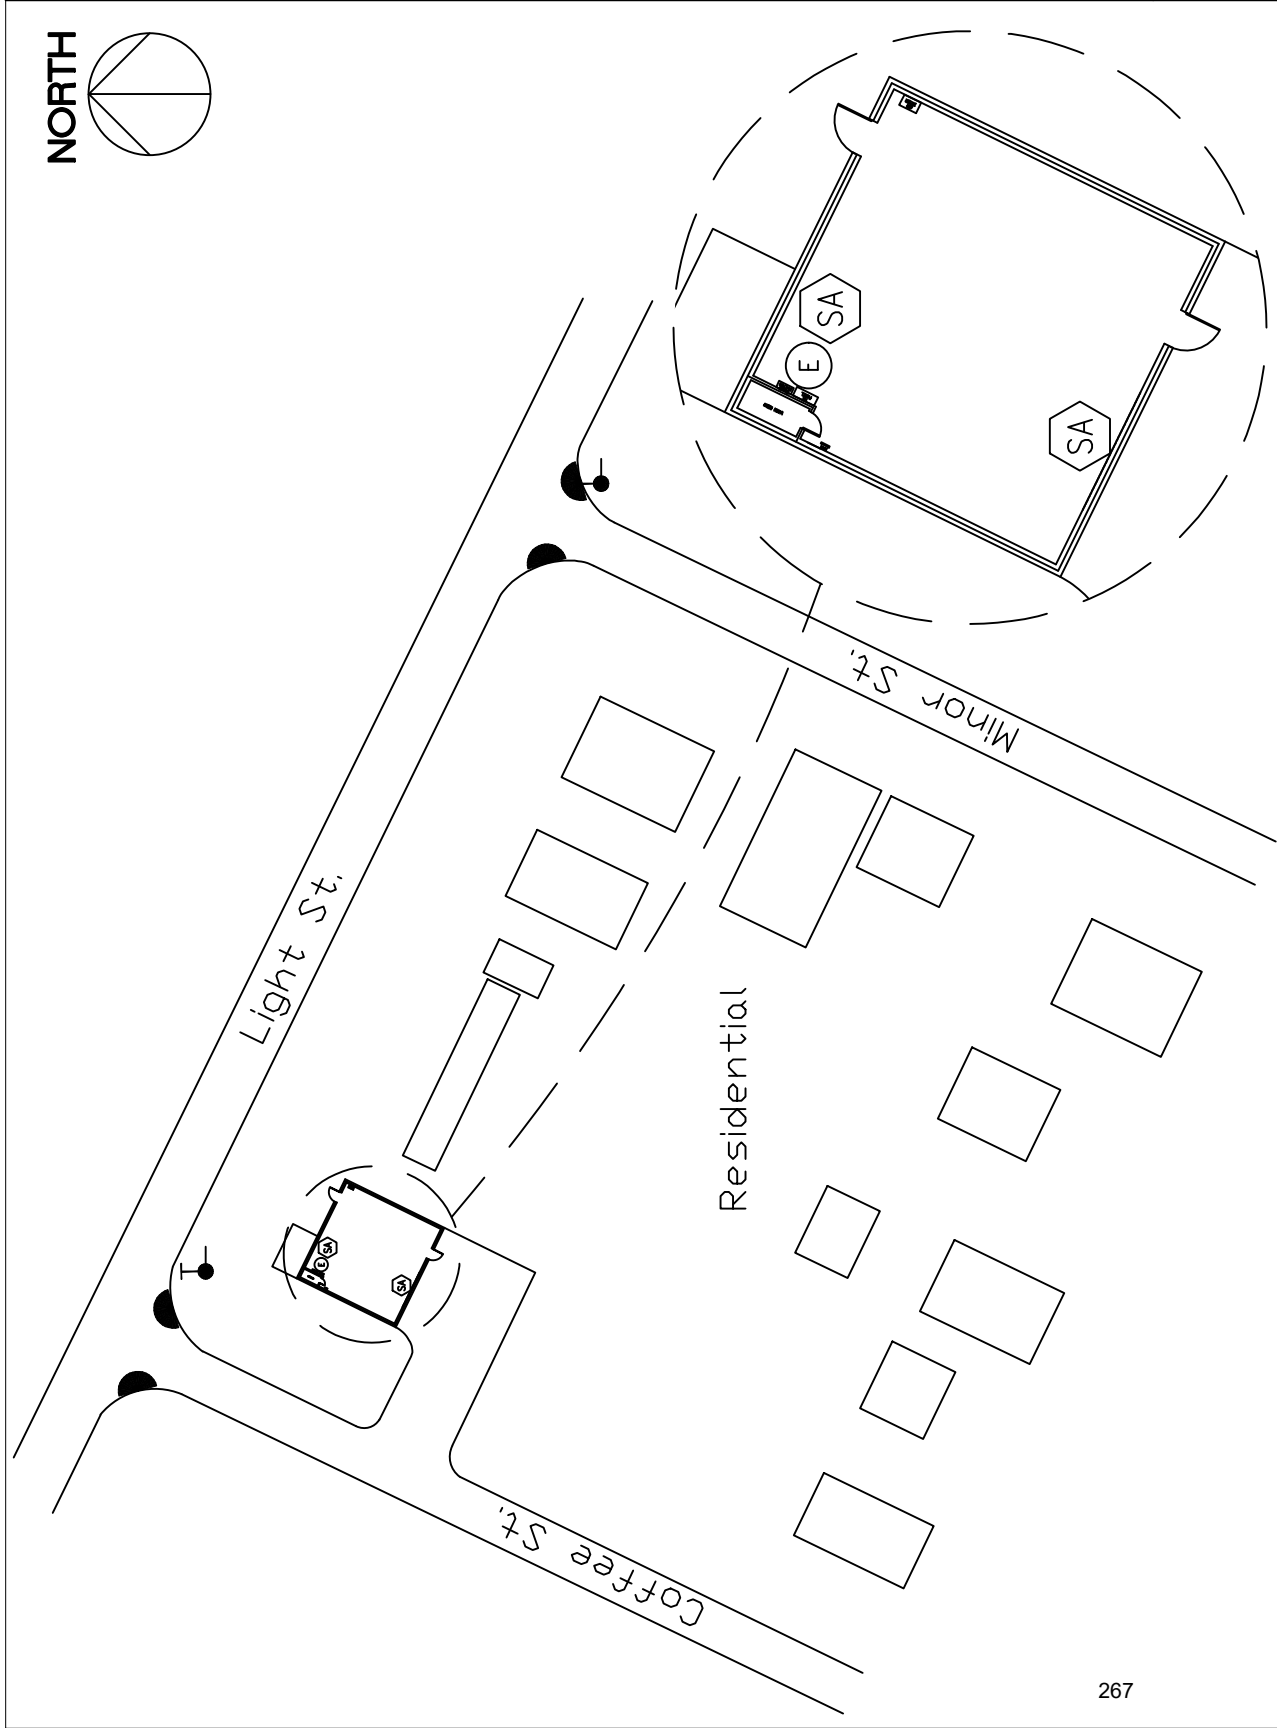 NORTH
SA
E
SA
Light St.
Minor St.
SA
E
SA
Residential
Coffee St.
267